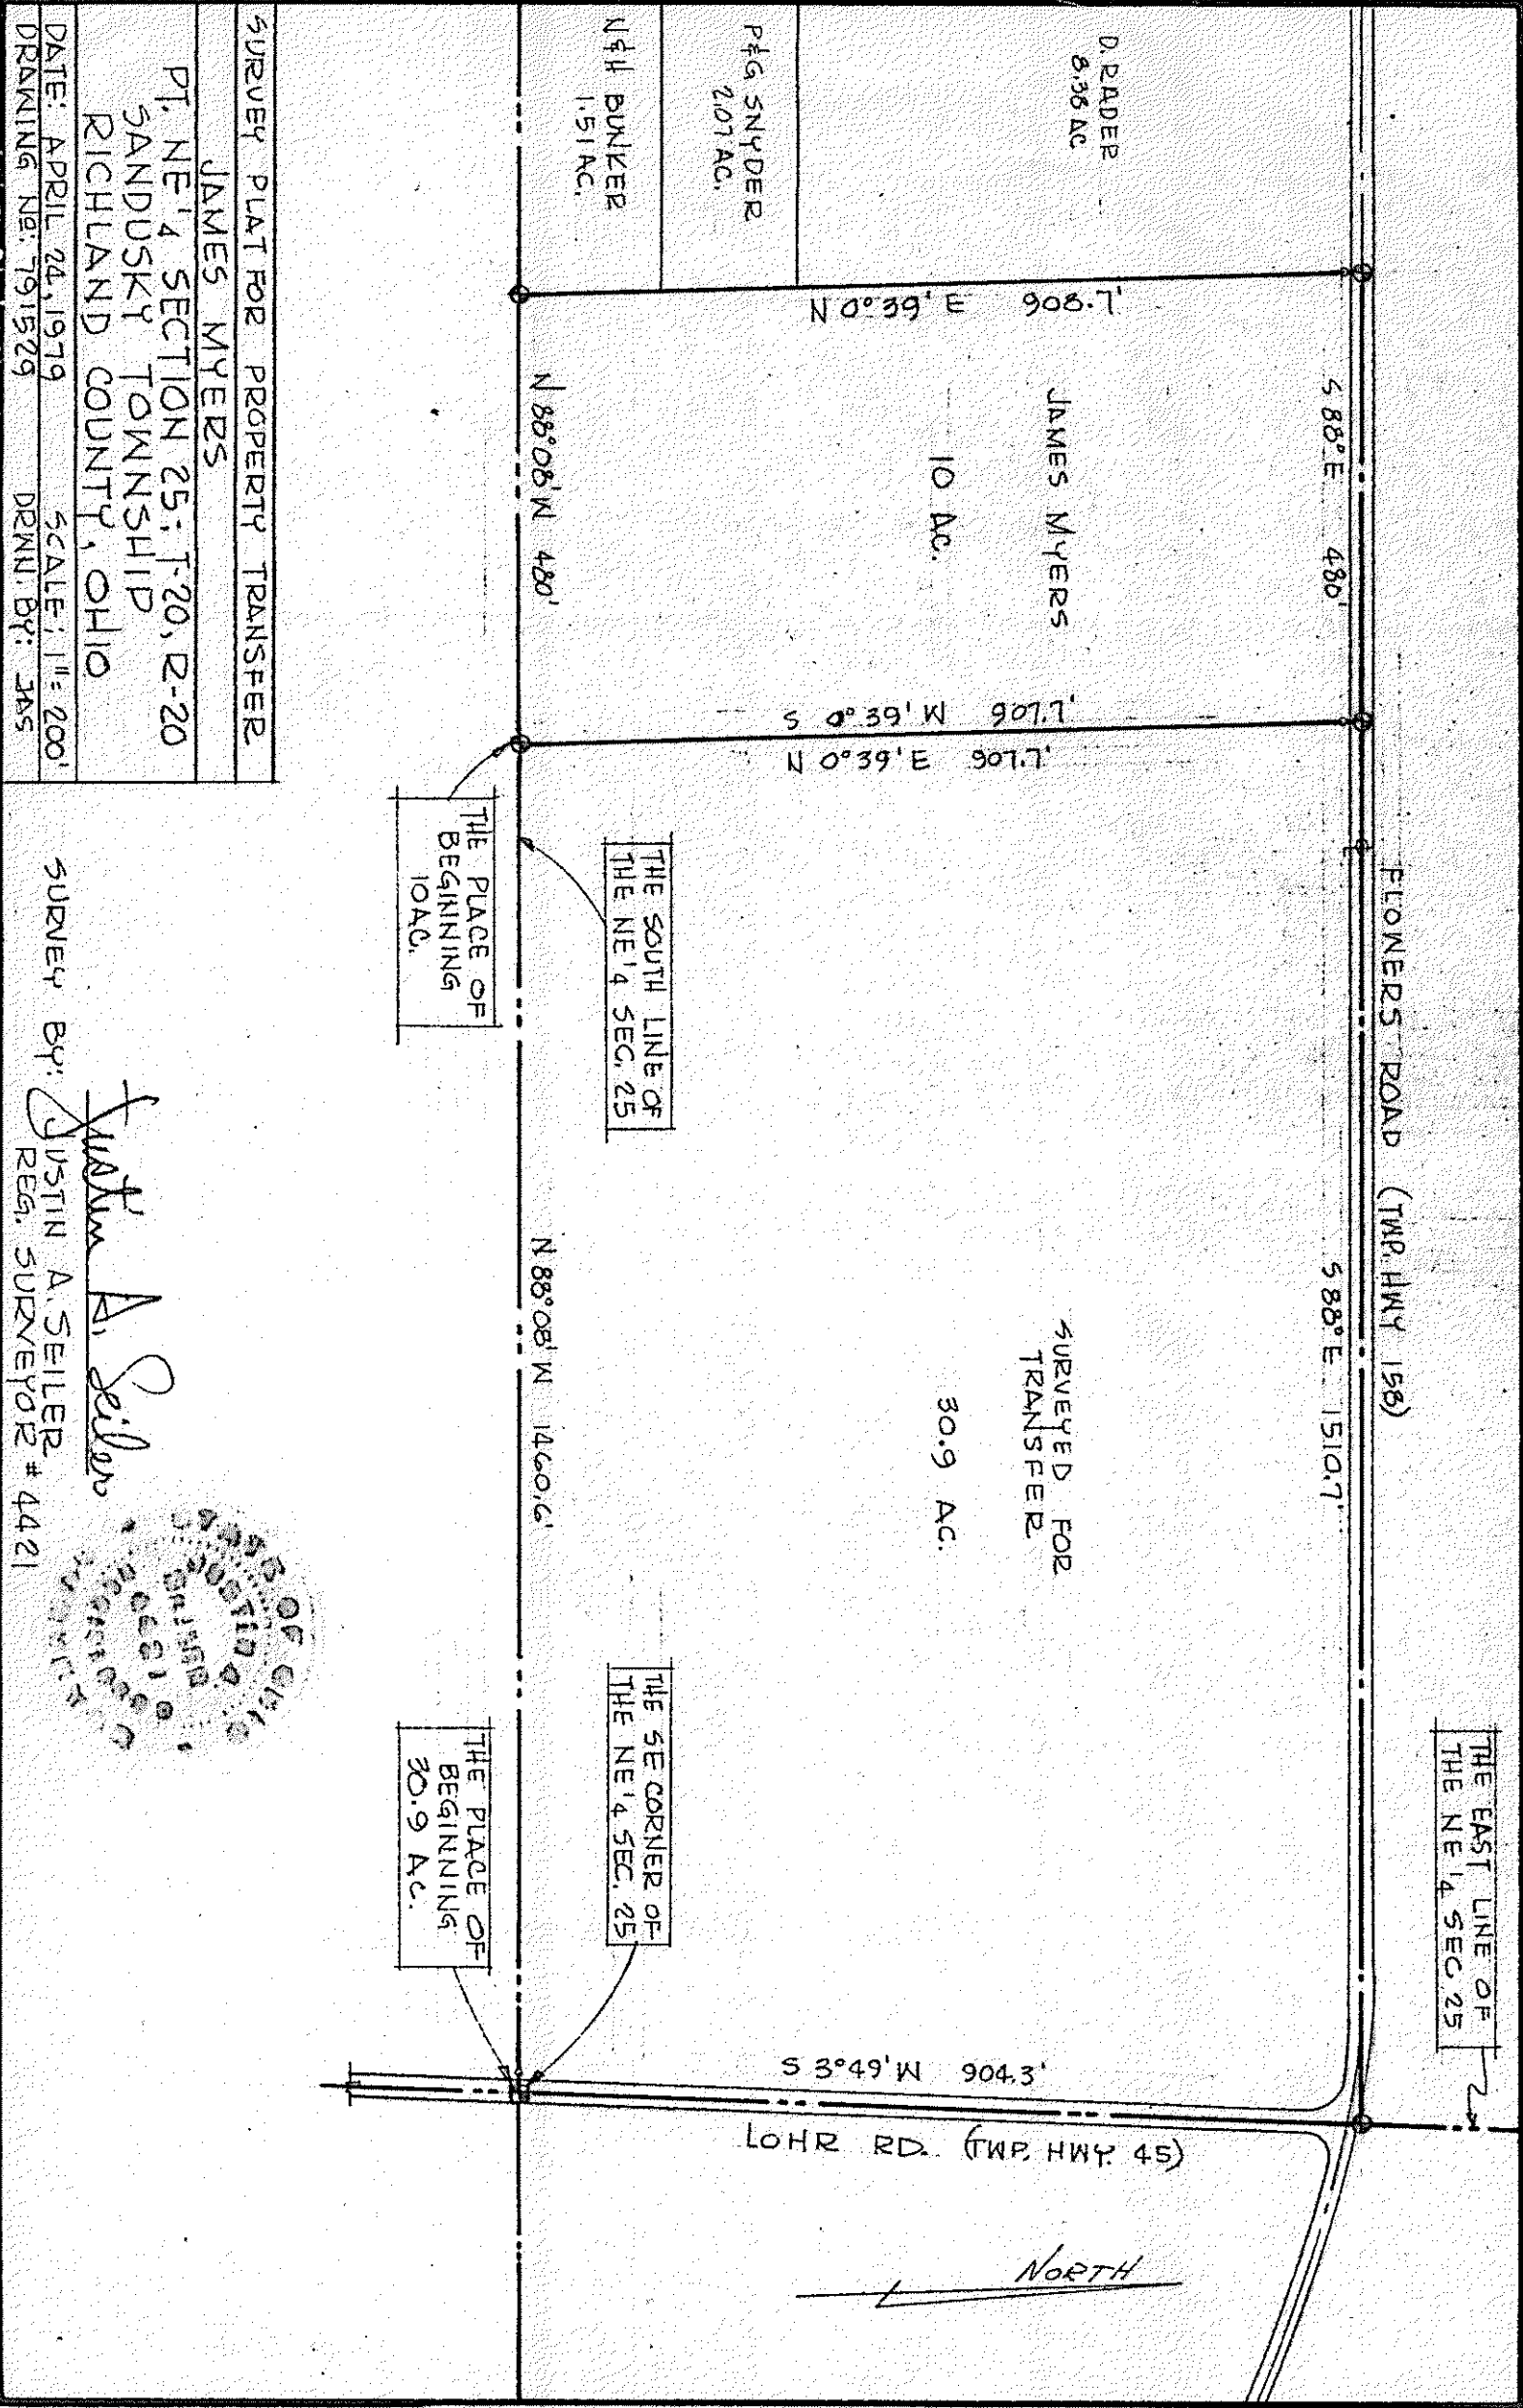 THE EAST LINE OF
THE NE 1/4 SEC. 25
FLOWERS ROAD (TWP. HWY 158)
S 88° E 480'
S 88° E 1510.7'
D. RADER
8.38 AC
P&G SNYDER
2.07 AC.
N&H BUNKER
1.51 AC.
N 0° 39' E 908.7'
JAMES MYERS
10 AC.
S 0° 39' W 907.7'
N 0° 39' E 907.7'
SURVEYED FOR
TRANSFER
30.9 AC.
S 3° 49' W 904.3'
LOHR RD. (TWP. HWY. 45)
NORTH
THE SOUTH LINE OF
THE NE 1/4 SEC. 25
THE SE CORNER OF
THE NE 1/4 SEC. 25
N 88° 08' W 480'
N 88° 08' W 1460.6'
THE PLACE OF
BEGINNING
10 AC.
THE PLACE OF
BEGINNING
30.9 AC.
SURVEY PLAT FOR PROPERTY TRANSFER
JAMES MYERS
PT. NE 1/4 SECTION 25; T-20, R-20
SANDUSKY TOWNSHIP
RICHLAND COUNTY, OHIO
DATE: APRIL 24, 1979 SCALE: 1"= 200'
DRAWING NO: 791529 DRWN. BY: JAS
Justin A. Seiler
SURVEY BY: JUSTIN A. SEILER
REG. SURVEYOR # 4421